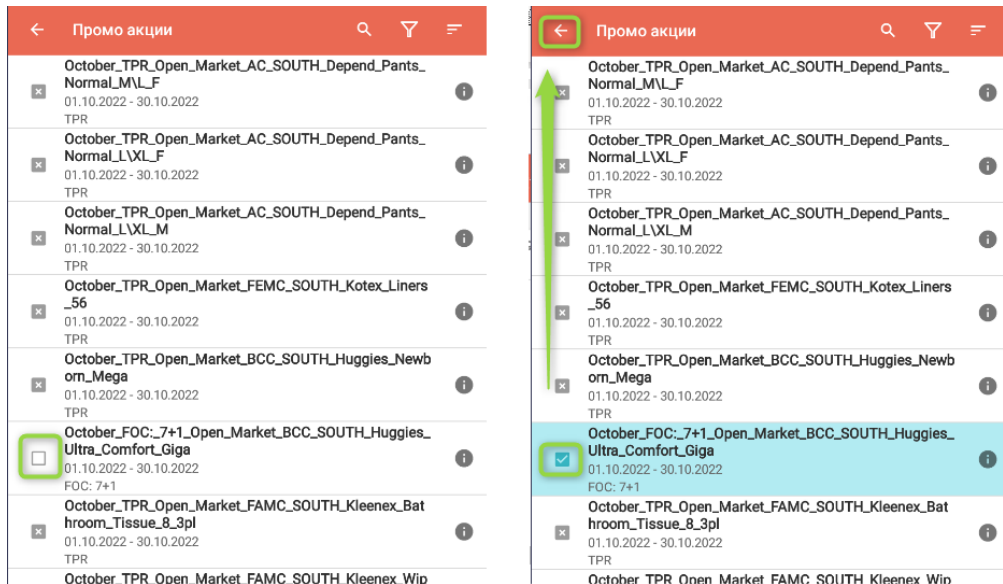 Промо акции
October_TPR_Open_Market_AC_SOUTH_Depend_Pants_
Normal_M\L_F
01.10.2022 - 30.10.2022
TPR
October_TPR_Open_Market_AC_SOUTH_Depend_Pants_
Normal_L\XL_F
01.10.2022 - 30.10.2022
TPR
October_TPR_Open_Market_AC_SOUTH_Depend_Pants_
Normal_L\XL_M
01.10.2022 - 30.10.2022
TPR
October_TPR_Open_Market_FEMC_SOUTH_Kotex_Liners
_56
01.10.2022 - 30.10.2022
TPR
October_TPR_Open_Market_BCC_SOUTH_Huggies_Newb
orn_Mega
01.10.2022 - 30.10.2022
TPR
October_FOC:_7+1_Open_Market_BCC_SOUTH_Huggies_
Ultra_Comfort_Giga
01.10.2022 - 30.10.2022
FOC: 7+1
October_TPR_Open_Market_FAMC_SOUTH_Kleenex_Bat
hroom_Tissue_8_3pl
01.10.2022 - 30.10.2022
TPR
October_TPR_Open_Market_FAMC_SOUTH_Kleenex_Wip
Промо акции
October_TPR_Open_Market_AC_SOUTH_Depend_Pants_
Normal_M\L_F
01.10.2022 - 30.10.2022
TPR
October_TPR_Open_Market_AC_SOUTH_Depend_Pants_
Normal_L\XL_F
01.10.2022 - 30.10.2022
TPR
October_TPR_Open_Market_AC_SOUTH_Depend_Pants_
Normal_L\XL_M
01.10.2022 - 30.10.2022
TPR
October_TPR_Open_Market_FEMC_SOUTH_Kotex_Liners
_56
01.10.2022 - 30.10.2022
TPR
October_TPR_Open_Market_BCC_SOUTH_Huggies_Newb
orn_Mega
01.10.2022 - 30.10.2022
TPR
October_FOC:_7+1_Open_Market_BCC_SOUTH_Huggies_
Ultra_Comfort_Giga
01.10.2022 - 30.10.2022
FOC: 7+1
October_TPR_Open_Market_FAMC_SOUTH_Kleenex_Bat
hroom_Tissue_8_3pl
01.10.2022 - 30.10.2022
TPR
October_TPR_Open_Market_FAMC_SOUTH_Kleenex_Wip